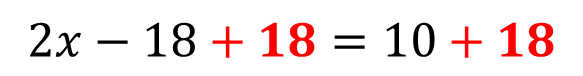 2x − 18 + 18 = 10 + 18